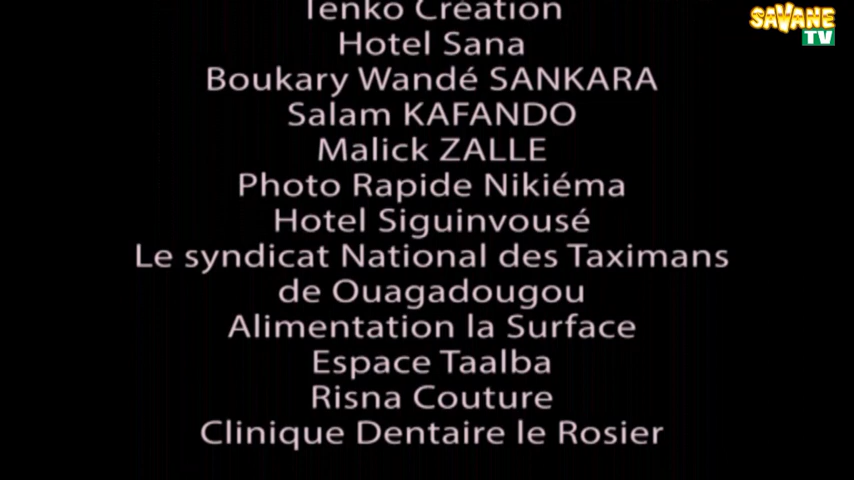 Tenko Création
SAVANE
TV
Hotel Sana
Boukary Wandé SANKARA
Salam KAFANDO
Malick ZALLE
Photo Rapide Nikiéma
Hotel Siguinvousé
Le syndicat National des Taximans
de Ouagadougou
Alimentation la Surface
Espace Taalba
Risna Couture
Clinique Dentaire le Rosier